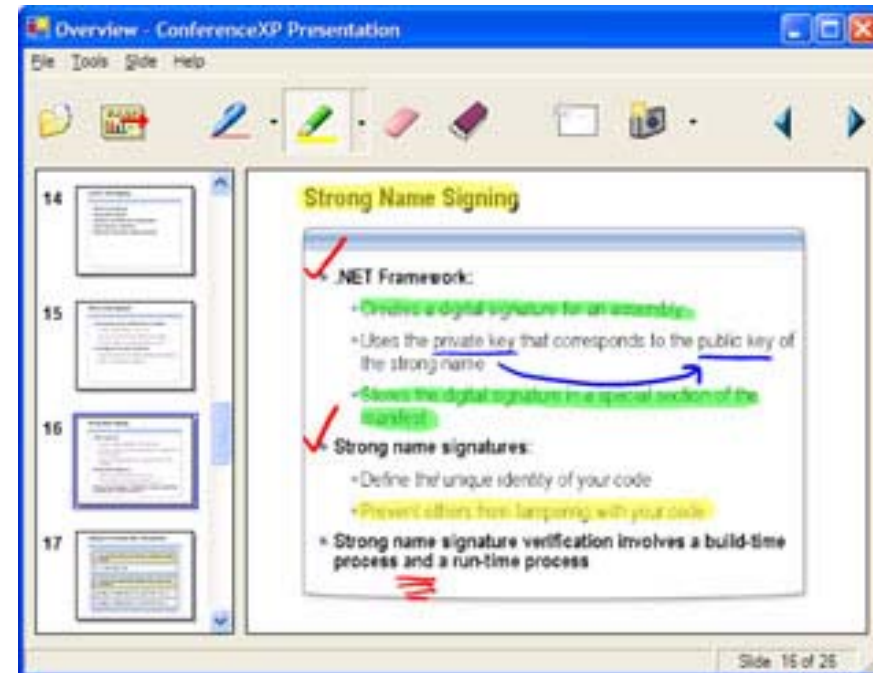 Overview - ConferenceXP Presentation
File Tools Slide Help
14
15
16
17
Strong Name Signing
.NET Framework:
Creates a digital signature for an assembly
Uses the private key that corresponds to the public key of
the strong name
Stores the digital signature in a special section of the
manifest
Strong name signatures:
Define the unique identity of your code
Prevent others from tampering with your code
Strong name signature verification involves a build-time
process and a run-time process
Slide 16 of 26